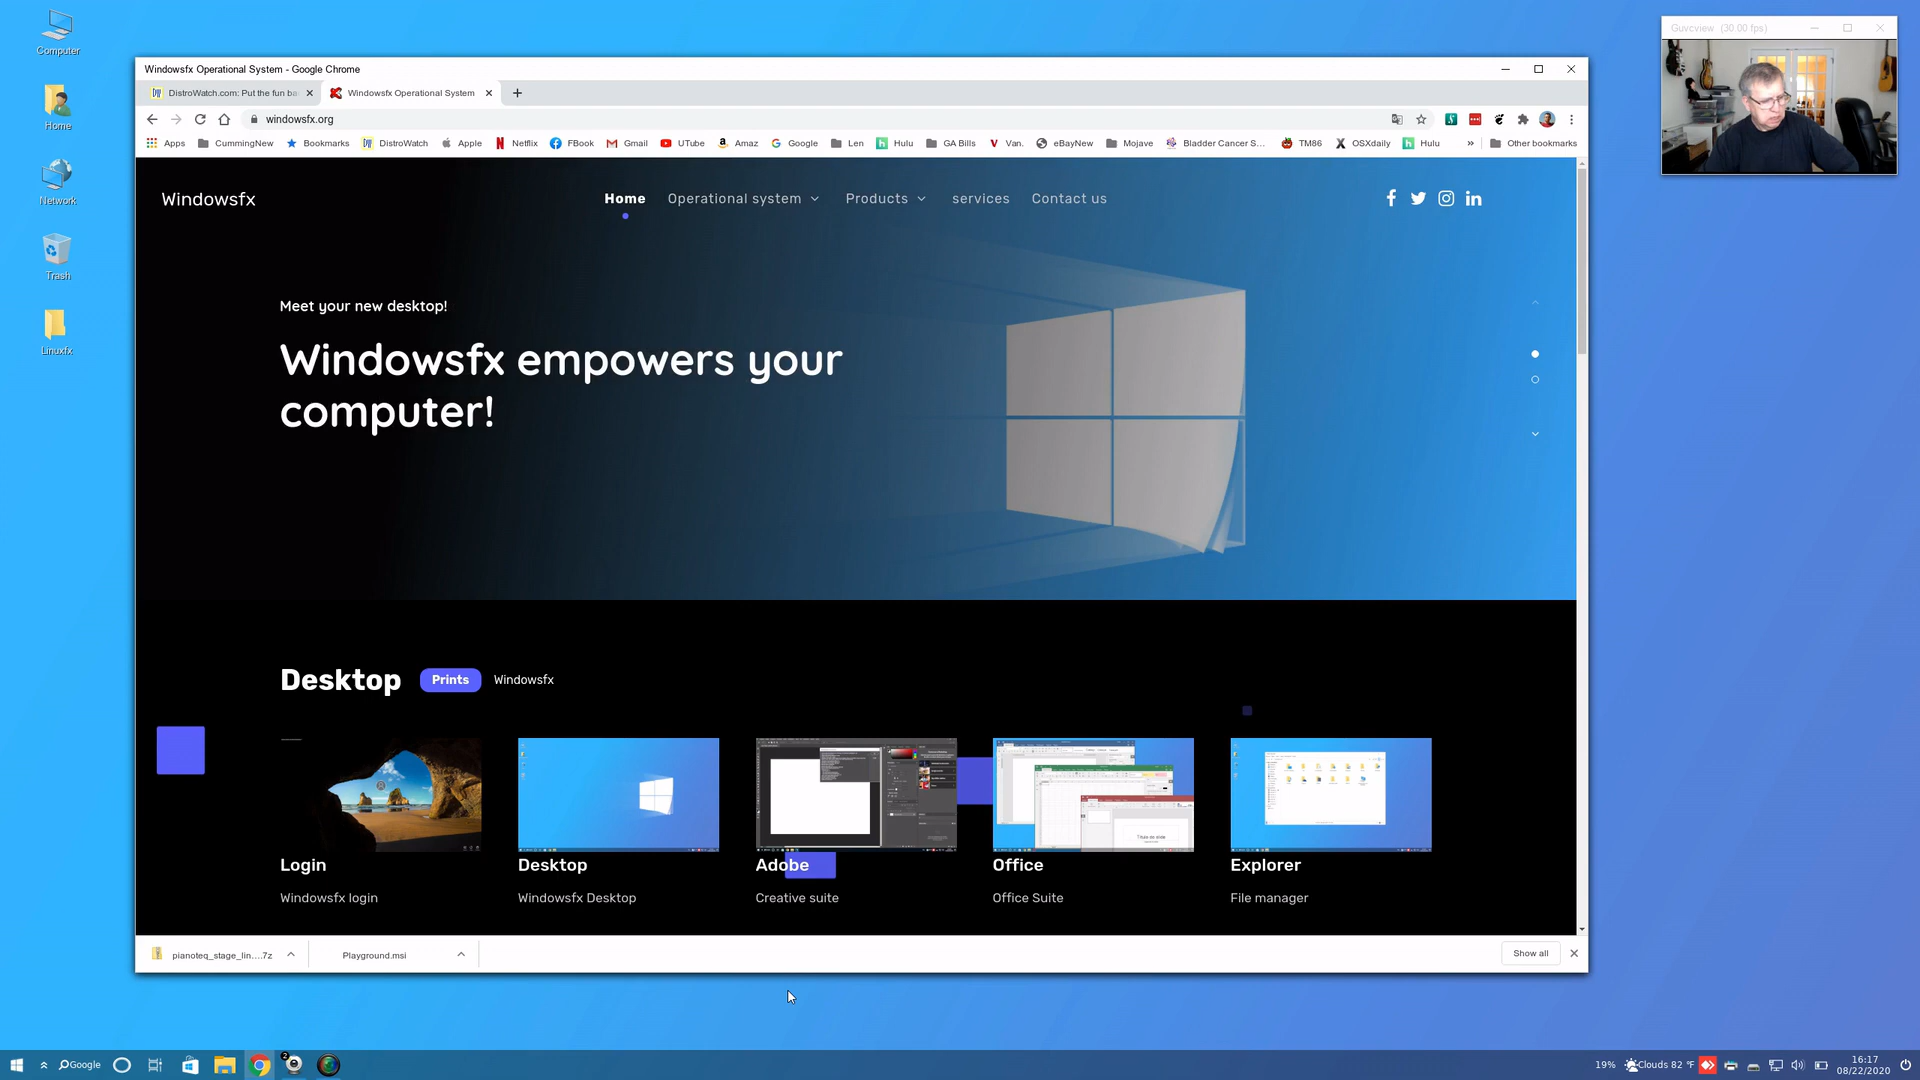 Computer
Home
Network
Trash
Linuxfx
Guvcview (30.00 fps)
Windowsfx Operational System - Google Chrome
DistroWatch.com: Put the fun ba
Windowsfx Operational System
windowsfx.org
Apps
CummingNew
Bookmarks
DistroWatch
Apple
Netflix
FBook
Gmail
UTube
Amaz
Google
Len
Hulu
GA Bills
Van.
eBayNew
Mojave
Bladder Cancer S...
TM86
OSXdaily
Hulu
»
Other bookmarks
Windowsfx
Home
Operational system
Products
services
Contact us
Meet your new desktop!
Windowsfx empowers your
computer!
Desktop
Prints
Windowsfx
Login
Windowsfx login
Desktop
Windowsfx Desktop
Adobe
Creative suite
Office
Office Suite
Explorer
File manager
pianoteq_stage_lin....7z
Playground.msi
Show all
Google
2
19%
Clouds 82 °F
16:17
08/22/2020